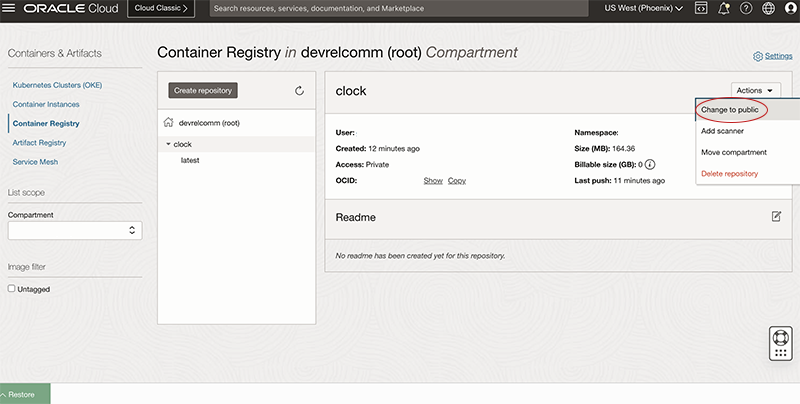 ORACLE Cloud
Cloud Classic >
Search resources, services, documentation, and Marketplace
US West (Phoenix)
Containers & Artifacts
Kubernetes Clusters (OKE)
Container Instances
Container Registry
Artifact Registry
Service Mesh
List scope
Compartment
Image filter
Untagged
Container Registry in devrelcomm (root) Compartment
Settings
Create repository
devrelcomm (root)
clock
latest
clock
Actions
Change to public
Add scanner
Move compartment
Delete repository
User:
Created: 12 minutes ago
Access: Private
OCID: Show Copy
Namespace:
Size (MB): 164.36
Billable size (GB): 0
Last push: 11 minutes ago
Readme
No readme has been created yet for this repository.
Restore